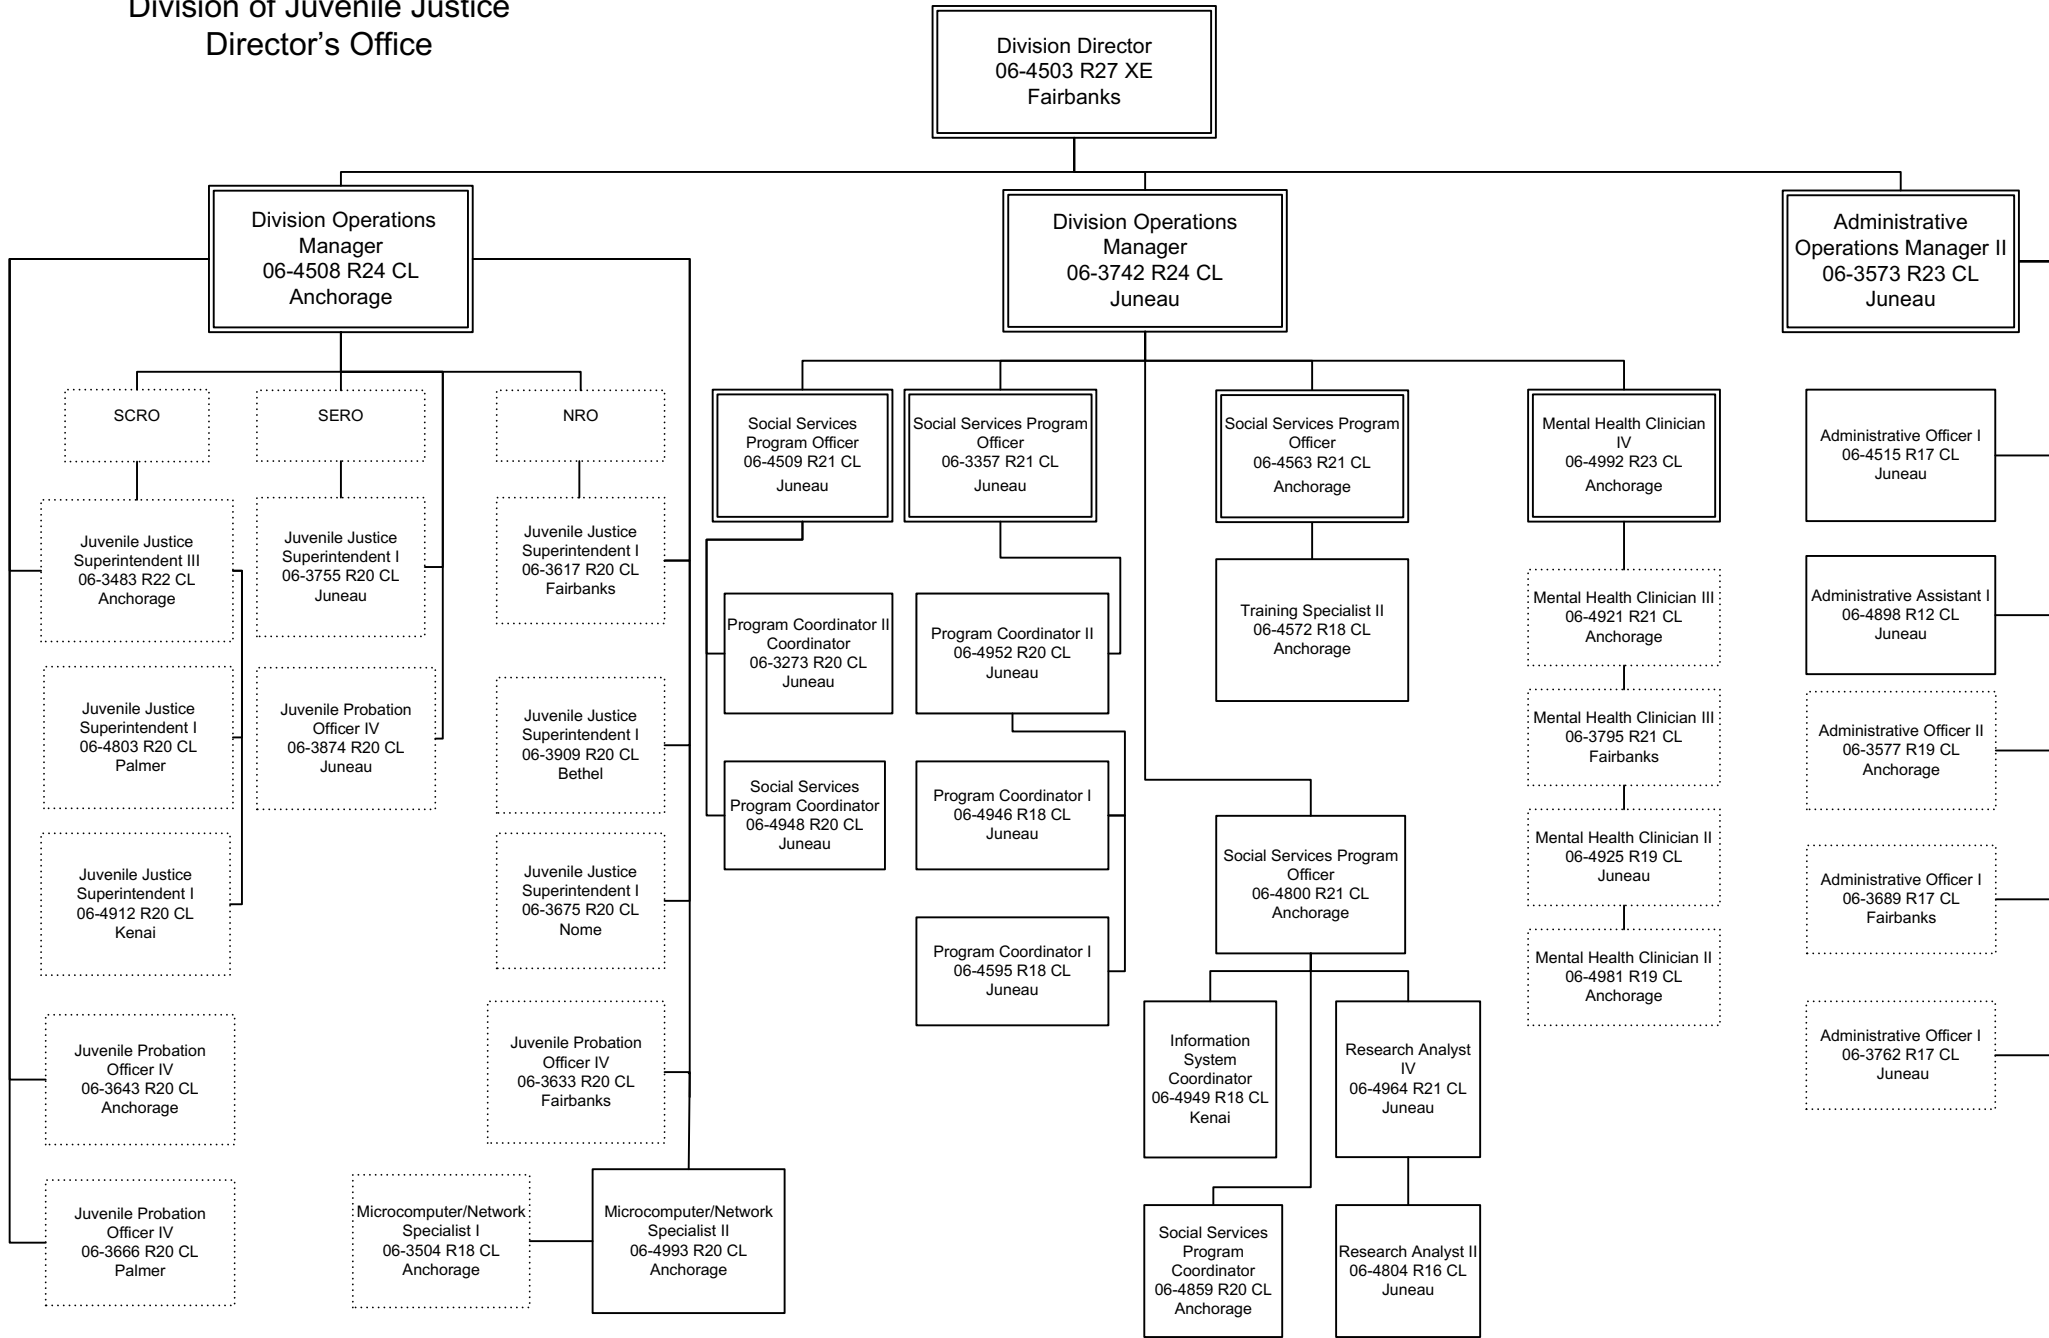 Division of Juvenile Justice
Director's Office
Division Director
06-4503 R27 XE
Fairbanks
Division Operations
Manager
06-4508 R24 CL
Anchorage
Division Operations
Manager
06-3742 R24 CL
Juneau
Administrative
Operations Manager II
06-3573 R23 CL
Juneau
SCRO
SERO
NRO
Juvenile Justice
Superintendent III
06-3483 R22 CL
Anchorage
Juvenile Justice
Superintendent I
06-4803 R20 CL
Palmer
Juvenile Justice
Superintendent I
06-4912 R20 CL
Kenai
Juvenile Probation
Officer IV
06-3643 R20 CL
Anchorage
Juvenile Probation
Officer IV
06-3666 R20 CL
Palmer
Juvenile Justice
Superintendent I
06-3755 R20 CL
Juneau
Juvenile Probation
Officer IV
06-3874 R20 CL
Juneau
Juvenile Justice
Superintendent I
06-3617 R20 CL
Fairbanks
Juvenile Justice
Superintendent I
06-3909 R20 CL
Bethel
Juvenile Justice
Superintendent I
06-3675 R20 CL
Nome
Juvenile Probation
Officer IV
06-3633 R20 CL
Fairbanks
Microcomputer/Network
Specialist I
06-3504 R18 CL
Anchorage
Microcomputer/Network
Specialist II
06-4993 R20 CL
Anchorage
Social Services
Program Officer
06-4509 R21 CL
Juneau
Program Coordinator II
Coordinator
06-3273 R20 CL
Juneau
Social Services
Program Coordinator
06-4948 R20 CL
Juneau
Social Services Program
Officer
06-3357 R21 CL
Juneau
Program Coordinator II
06-4952 R20 CL
Juneau
Program Coordinator I
06-4946 R18 CL
Juneau
Program Coordinator I
06-4595 R18 CL
Juneau
Social Services Program
Officer
06-4563 R21 CL
Anchorage
Training Specialist II
06-4572 R18 CL
Anchorage
Social Services Program
Officer
06-4800 R21 CL
Anchorage
Information
System
Coordinator
06-4949 R18 CL
Kenai
Research Analyst
IV
06-4964 R21 CL
Juneau
Social Services
Program
Coordinator
06-4859 R20 CL
Anchorage
Research Analyst II
06-4804 R16 CL
Juneau
Mental Health Clinician
IV
06-4992 R23 CL
Anchorage
Mental Health Clinician III
06-4921 R21 CL
Anchorage
Mental Health Clinician III
06-3795 R21 CL
Fairbanks
Mental Health Clinician II
06-4925 R19 CL
Juneau
Mental Health Clinician II
06-4981 R19 CL
Anchorage
Administrative Officer I
06-4515 R17 CL
Juneau
Administrative Assistant I
06-4898 R12 CL
Juneau
Administrative Officer II
06-3577 R19 CL
Anchorage
Administrative Officer I
06-3689 R17 CL
Fairbanks
Administrative Officer I
06-3762 R17 CL
Juneau